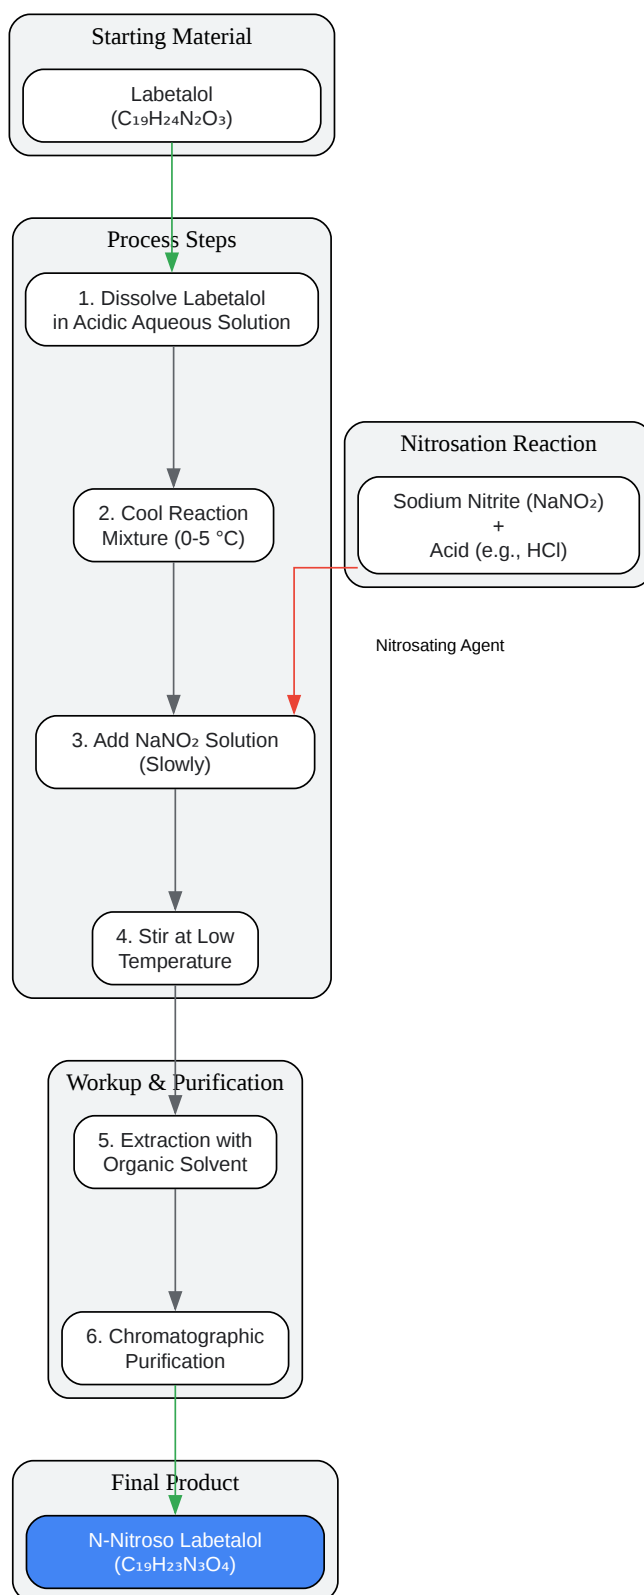 Starting Material
Labetalol
(C₁₉H₂₄N₂O₃)
Process Steps
1. Dissolve Labetalol
in Acidic Aqueous Solution
Nitrosation Reaction
Sodium Nitrite (NaNO₂)
+
Acid (e.g., HCl)
2. Cool Reaction
Mixture (0-5 °C)
Nitrosating Agent
3. Add NaNO₂ Solution
(Slowly)
4. Stir at Low
Temperature
Workup & Purification
5. Extraction with
Organic Solvent
6. Chromatographic
Purification
Final Product
N-Nitroso Labetalol
(C₁₉H₂₃N₃O₄)